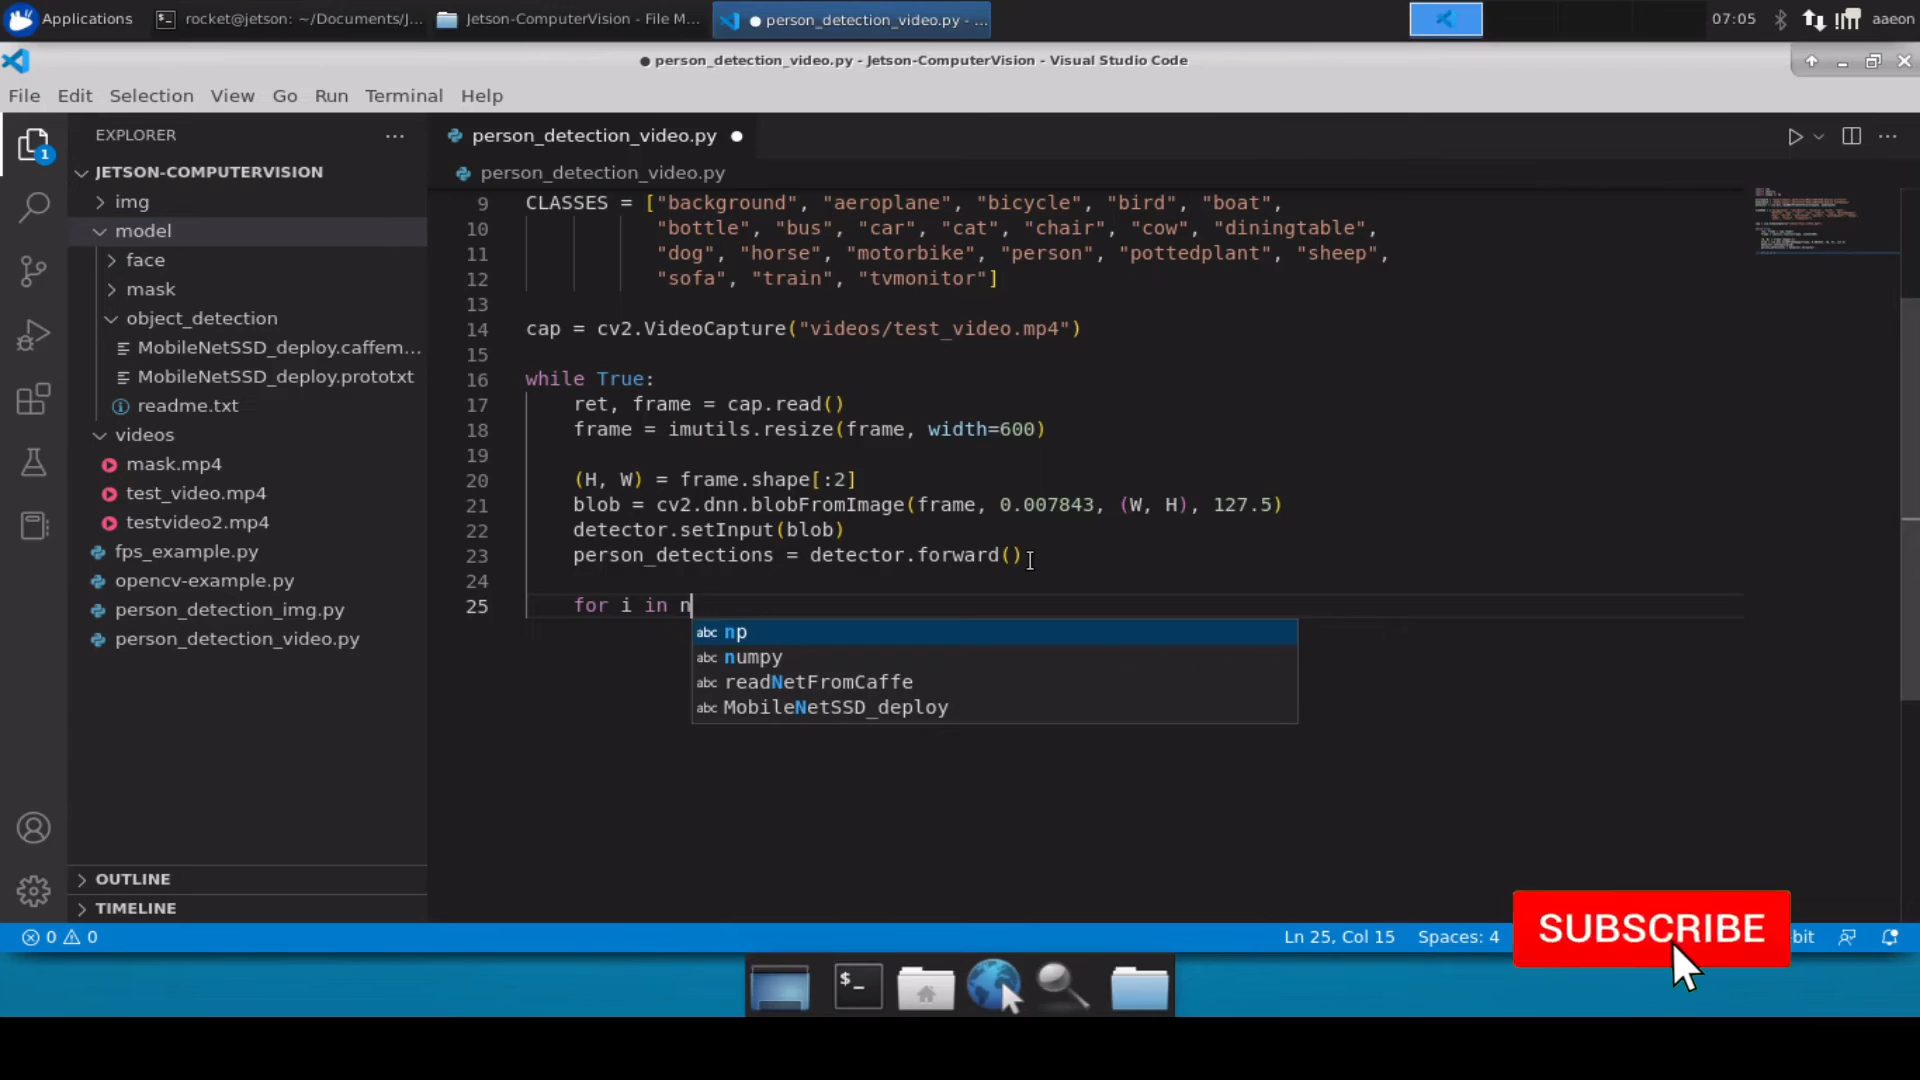 Applications
rocket@jetson: ~/Documents/J...
Jetson-ComputerVision - File M...
● person_detection_video.py - ...
07:05
aaeon
● person_detection_video.py - Jetson-ComputerVision - Visual Studio Code
File Edit Selection View Go Run Terminal Help
EXPLORER
JETSON-COMPUTERVISION
img
model
face
mask
object_detection
MobileNetSSD_deploy.caffem...
MobileNetSSD_deploy.prototxt
readme.txt
videos
mask.mp4
test_video.mp4
testvideo2.mp4
fps_example.py
opencv-example.py
person_detection_img.py
person_detection_video.py
OUTLINE
TIMELINE
1
person_detection_video.py
person_detection_video.py
9 CLASSES = ["background", "aeroplane", "bicycle", "bird", "boat",
10 "bottle", "bus", "car", "cat", "chair", "cow", "diningtable",
11 "dog", "horse", "motorbike", "person", "pottedplant", "sheep",
12 "sofa", "train", "tvmonitor"]
13
14 cap = cv2.VideoCapture("videos/test_video.mp4")
15
16 while True:
17 ret, frame = cap.read()
18 frame = imutils.resize(frame, width=600)
19
20 (H, W) = frame.shape[:2]
21 blob = cv2.dnn.blobFromImage(frame, 0.007843, (W, H), 127.5)
22 detector.setInput(blob)
23 person_detections = detector.forward()
24
25 for i in n
abc np
abc numpy
abc readNetFromCaffe
abc MobileNetSSD_deploy
0 0
Ln 25, Col 15
Spaces: 4
bit
SUBSCRIBE
$_